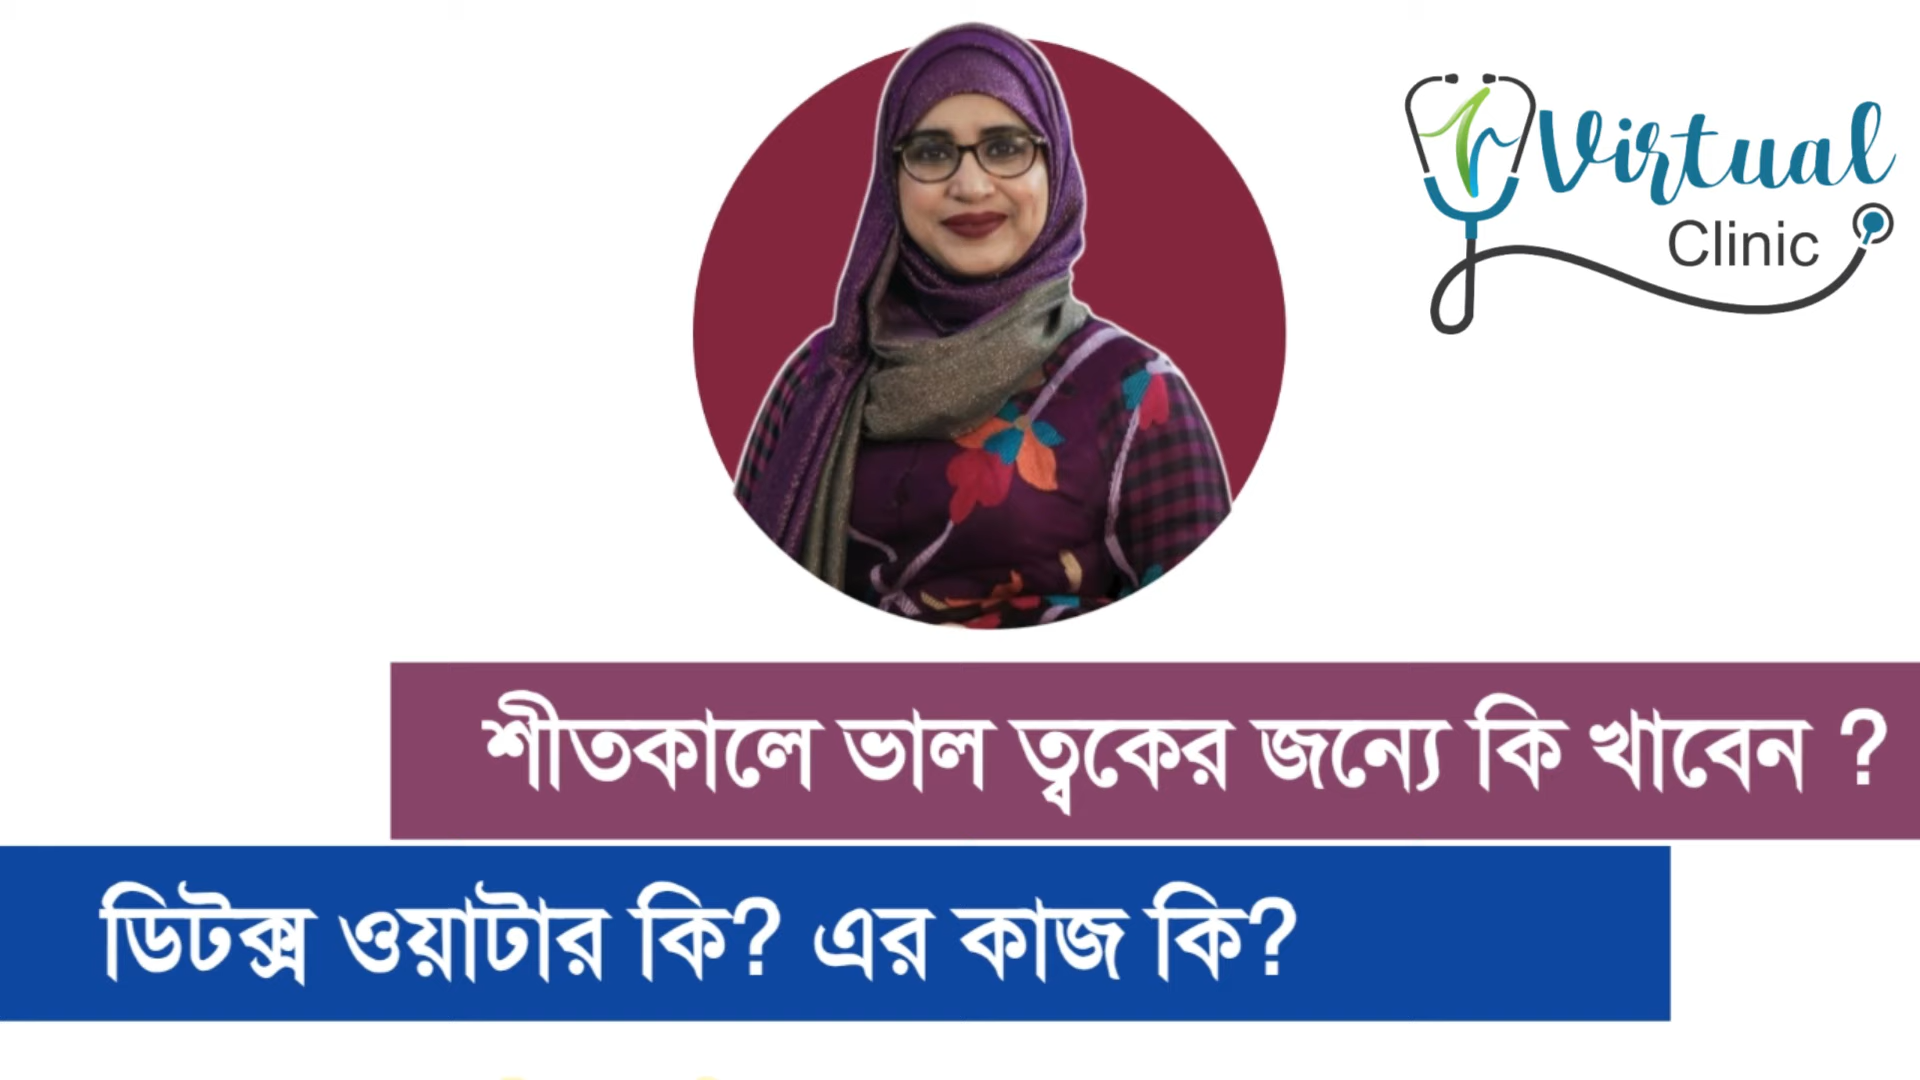 Virtual
Clinic
শীতকালে ভাল ত্বকের জন্যে কি খাবেন ?
ডিটক্স ওয়াটার কি? এর কাজ কি?